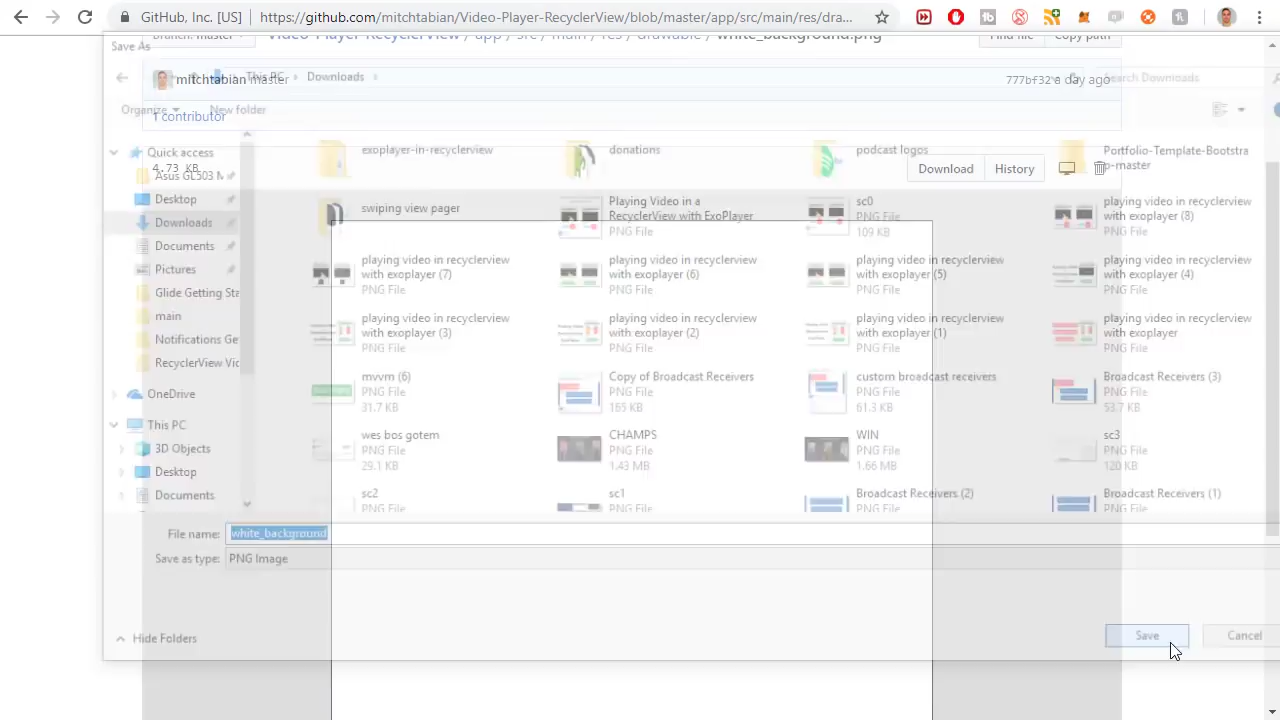 GitHub, Inc. [US] | https://github.com/mitchtabian/Video-Player-RecyclerView/blob/master/app/src/main/res/dra...
Branch: master
Video-Player-RecyclerView / app / src / main / res / drawable / white_background.png
Find file
Copy path
Save As
mitchtabian master
777bf32 a day ago
This PC
Downloads
Search Downloads
Organize
New folder
1 contributor
4.73 KB
Download
History
Quick access
Asus GL503
Desktop
Downloads
Documents
Pictures
Glide Getting Sta
main
Notifications Ge
RecyclerView Vic
OneDrive
This PC
3D Objects
Desktop
Documents
exoplayer-in-recyclerview
donations
podcast logos
Portfolio-Template-Bootstra
p-master
swiping view pager
Playing Video in a
RecyclerView with ExoPlayer
PNG File
sc0
PNG File
109 KB
playing video in recyclerview
with exoplayer (8)
PNG File
playing video in recyclerview
with exoplayer (7)
PNG File
playing video in recyclerview
with exoplayer (6)
PNG File
playing video in recyclerview
with exoplayer (5)
PNG File
playing video in recyclerview
with exoplayer (4)
PNG File
playing video in recyclerview
with exoplayer (3)
PNG File
playing video in recyclerview
with exoplayer (2)
PNG File
playing video in recyclerview
with exoplayer (1)
PNG File
playing video in recyclerview
with exoplayer
PNG File
mvvm (6)
PNG File
31.7 KB
Copy of Broadcast Receivers
PNG File
165 KB
custom broadcast receivers
PNG File
61.3 KB
Broadcast Receivers (3)
PNG File
53.7 KB
wes bos gotem
PNG File
29.1 KB
CHAMPS
PNG File
1.43 MB
WIN
PNG File
1.66 MB
sc3
PNG File
120 KB
sc2
PNG File
sc1
PNG File
Broadcast Receivers (2)
PNG File
Broadcast Receivers (1)
PNG File
File name: white_background
Save as type: PNG Image
Hide Folders
Save
Cancel